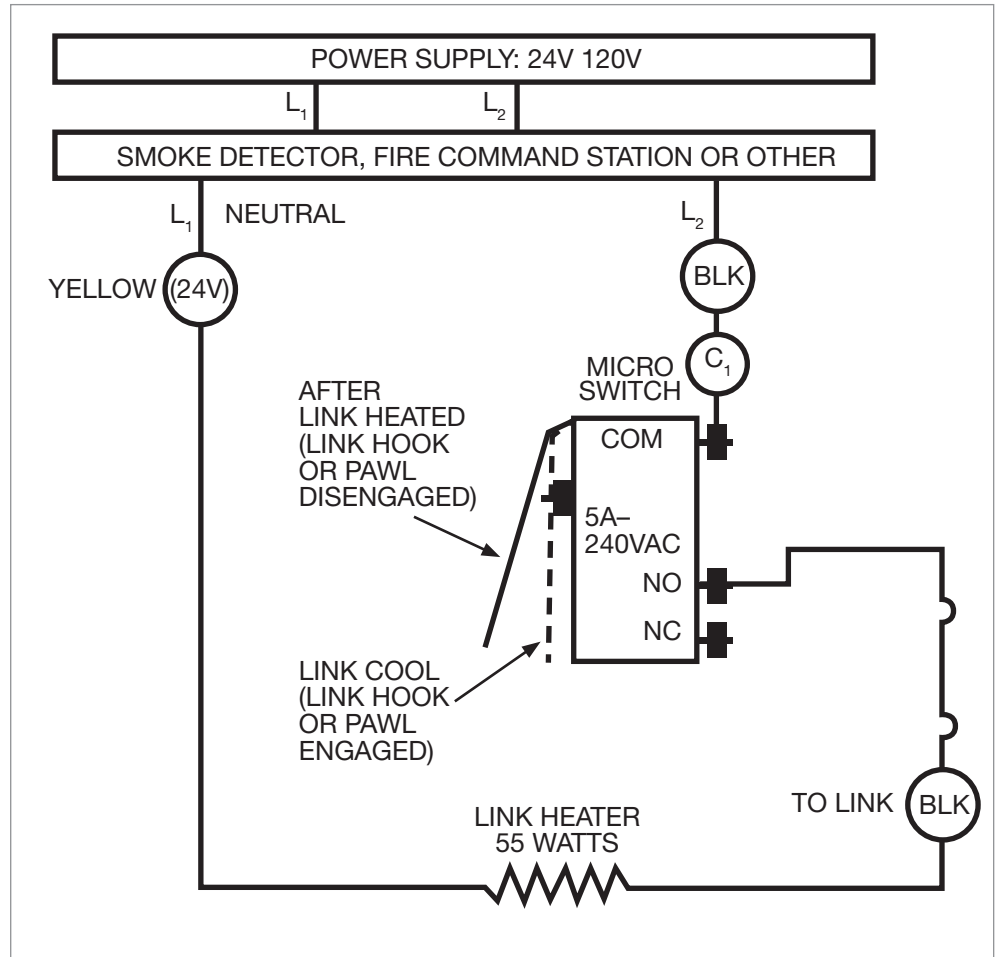 POWER SUPPLY: 24V 120V
L₁
L₂
SMOKE DETECTOR, FIRE COMMAND STATION OR OTHER
L₁ NEUTRAL
L₂
YELLOW (24V)
BLK
C₁
MICRO
SWITCH
AFTER
LINK HEATED
(LINK HOOK
OR PAWL
DISENGAGED)
COM
5A–
240VAC
NO
NC
LINK COOL
(LINK HOOK
OR PAWL
ENGAGED)
TO LINK BLK
LINK HEATER
55 WATTS